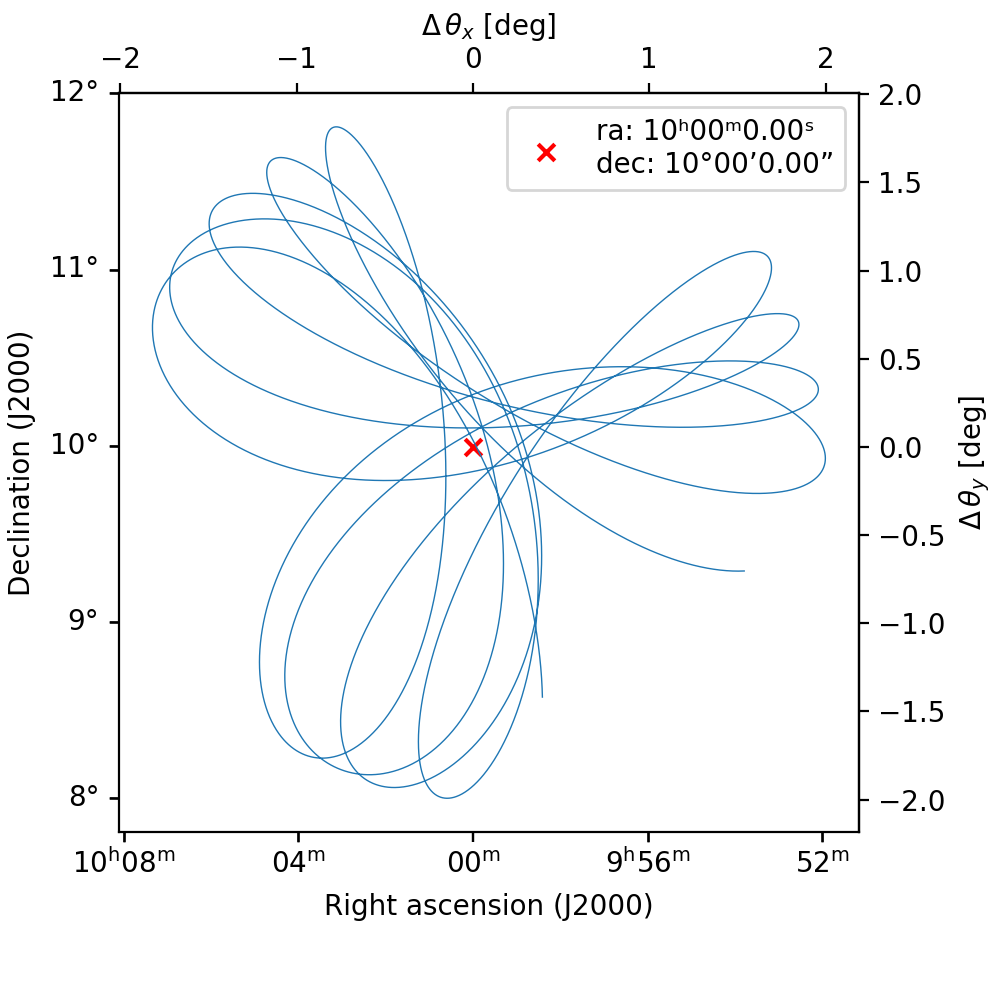 Δ θₓ [deg]
−2 −1 0 1 2
ra: 10ʰ00ᵐ0.00ˢ
dec: 10°00’0.00”
12°
11°
10°
9°
8°
Declination (J2000)
2.0
1.5
1.0
0.5
0.0
−0.5
−1.0
−1.5
−2.0
Δ θ_y [deg]
10ʰ08ᵐ 04ᵐ 00ᵐ 9ʰ56ᵐ 52ᵐ
Right ascension (J2000)